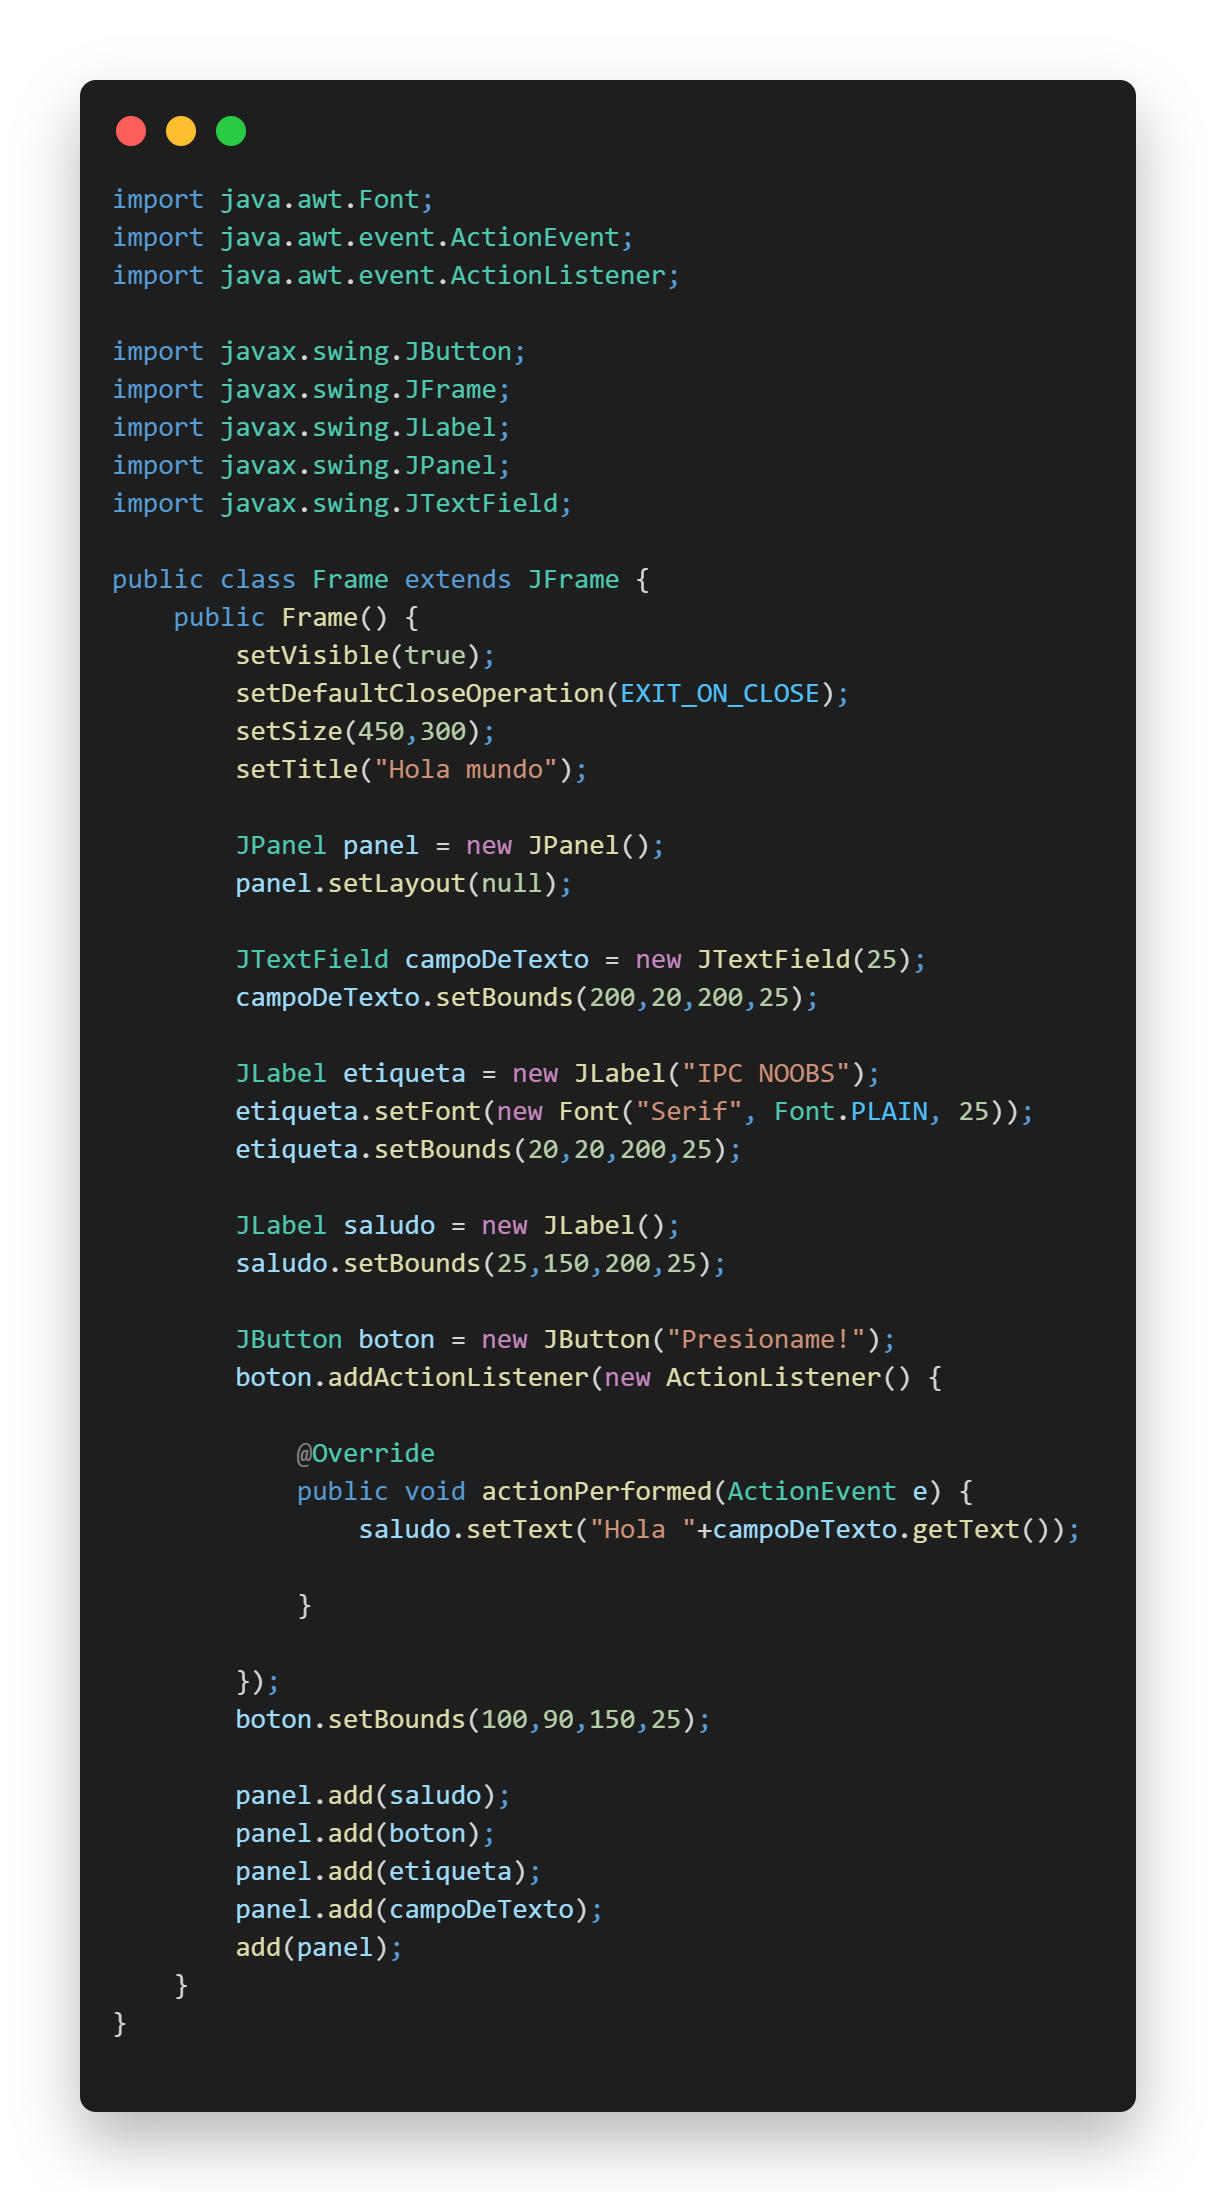 import java.awt.Font;
import java.awt.event.ActionEvent;
import java.awt.event.ActionListener;

import javax.swing.JButton;
import javax.swing.JFrame;
import javax.swing.JLabel;
import javax.swing.JPanel;
import javax.swing.JTextField;

public class Frame extends JFrame {
    public Frame() {
        setVisible(true);
        setDefaultCloseOperation(EXIT_ON_CLOSE);
        setSize(450,300);
        setTitle("Hola mundo");

        JPanel panel = new JPanel();
        panel.setLayout(null);

        JTextField campoDeTexto = new JTextField(25);
        campoDeTexto.setBounds(200,20,200,25);

        JLabel etiqueta = new JLabel("IPC NOOBS");
        etiqueta.setFont(new Font("Serif", Font.PLAIN, 25));
        etiqueta.setBounds(20,20,200,25);

        JLabel saludo = new JLabel();
        saludo.setBounds(25,150,200,25);

        JButton boton = new JButton("Presioname!");
        boton.addActionListener(new ActionListener() {

            @Override
            public void actionPerformed(ActionEvent e) {
                saludo.setText("Hola "+campoDeTexto.getText());

            }

        });
        boton.setBounds(100,90,150,25);

        panel.add(saludo);
        panel.add(boton);
        panel.add(etiqueta);
        panel.add(campoDeTexto);
        add(panel);
    }
}